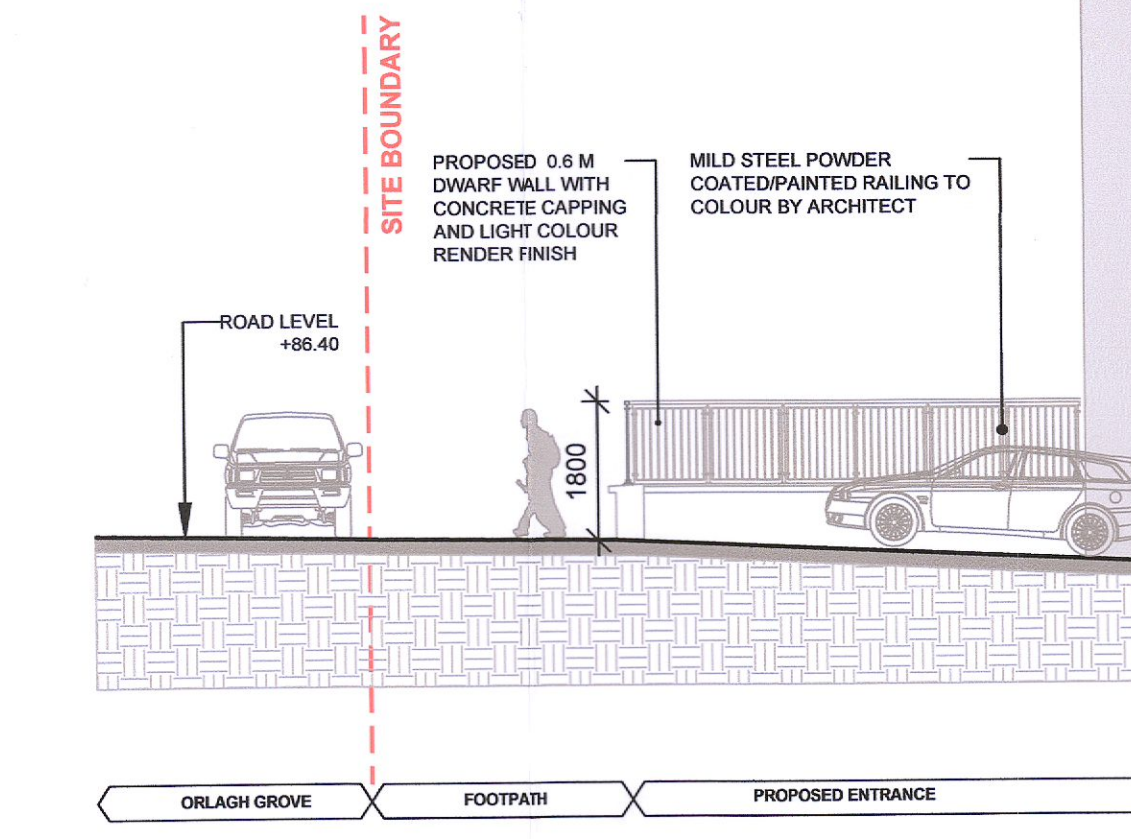 SITE BOUNDARY
PROPOSED 0.6 M
DWARF WALL WITH
CONCRETE CAPPING
AND LIGHT COLOUR
RENDER FINISH
MILD STEEL POWDER
COATED/PAINTED RAILING TO
COLOUR BY ARCHITECT
ROAD LEVEL
+86.40
1800
ORLAGH GROVE
FOOTPATH
PROPOSED ENTRANCE